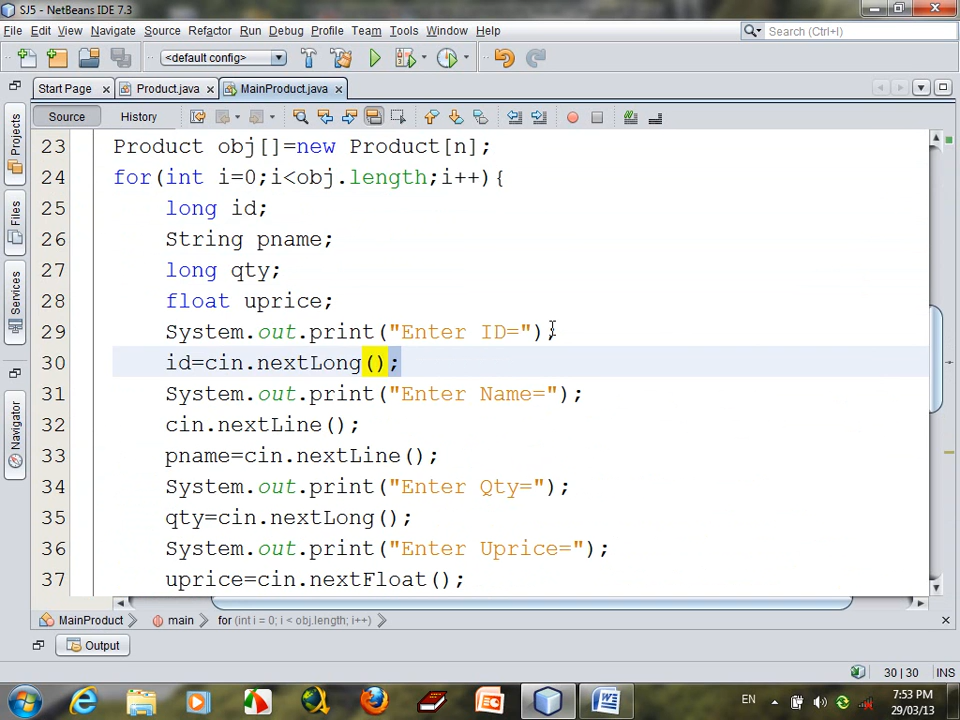 SJ5 - NetBeans IDE 7.3
File Edit View Navigate Source Refactor Run Debug Profile Team Tools Window Help
Search (Ctrl+I)
<default config>
Start Page Product.java MainProduct.java
Source History
Projects
Files
Services
Navigator
23 Product obj[]=new Product[n];
24 for(int i=0;i<obj.length;i++){
25 long id;
26 String pname;
27 long qty;
28 float uprice;
29 System.out.print("Enter ID=");
30 id=cin.nextLong();
31 System.out.print("Enter Name=");
32 cin.nextLine();
33 pname=cin.nextLine();
34 System.out.print("Enter Qty=");
35 qty=cin.nextLong();
36 System.out.print("Enter Uprice=");
37 uprice=cin.nextFloat();
MainProduct main for (int i = 0; i < obj.length; i++)
Output
30 | 30 INS
EN
7:53 PM
29/03/13